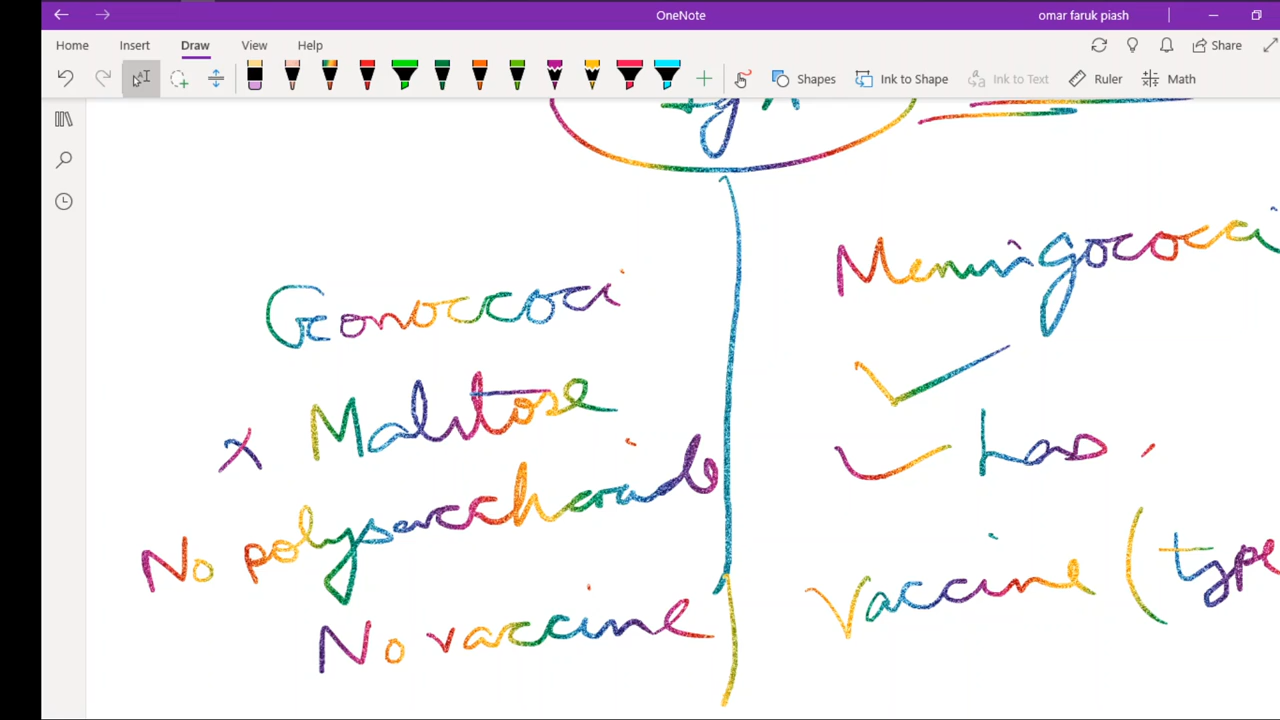 OneNote
omar faruk piash
Home Insert Draw View Help
Share
Shapes Ink to Shape Ink to Text Ruler Math
Gonoccoci
Meningococci
x Maltose
✓
No polysaccharide
✓ has
No vaccine
vaccine (type